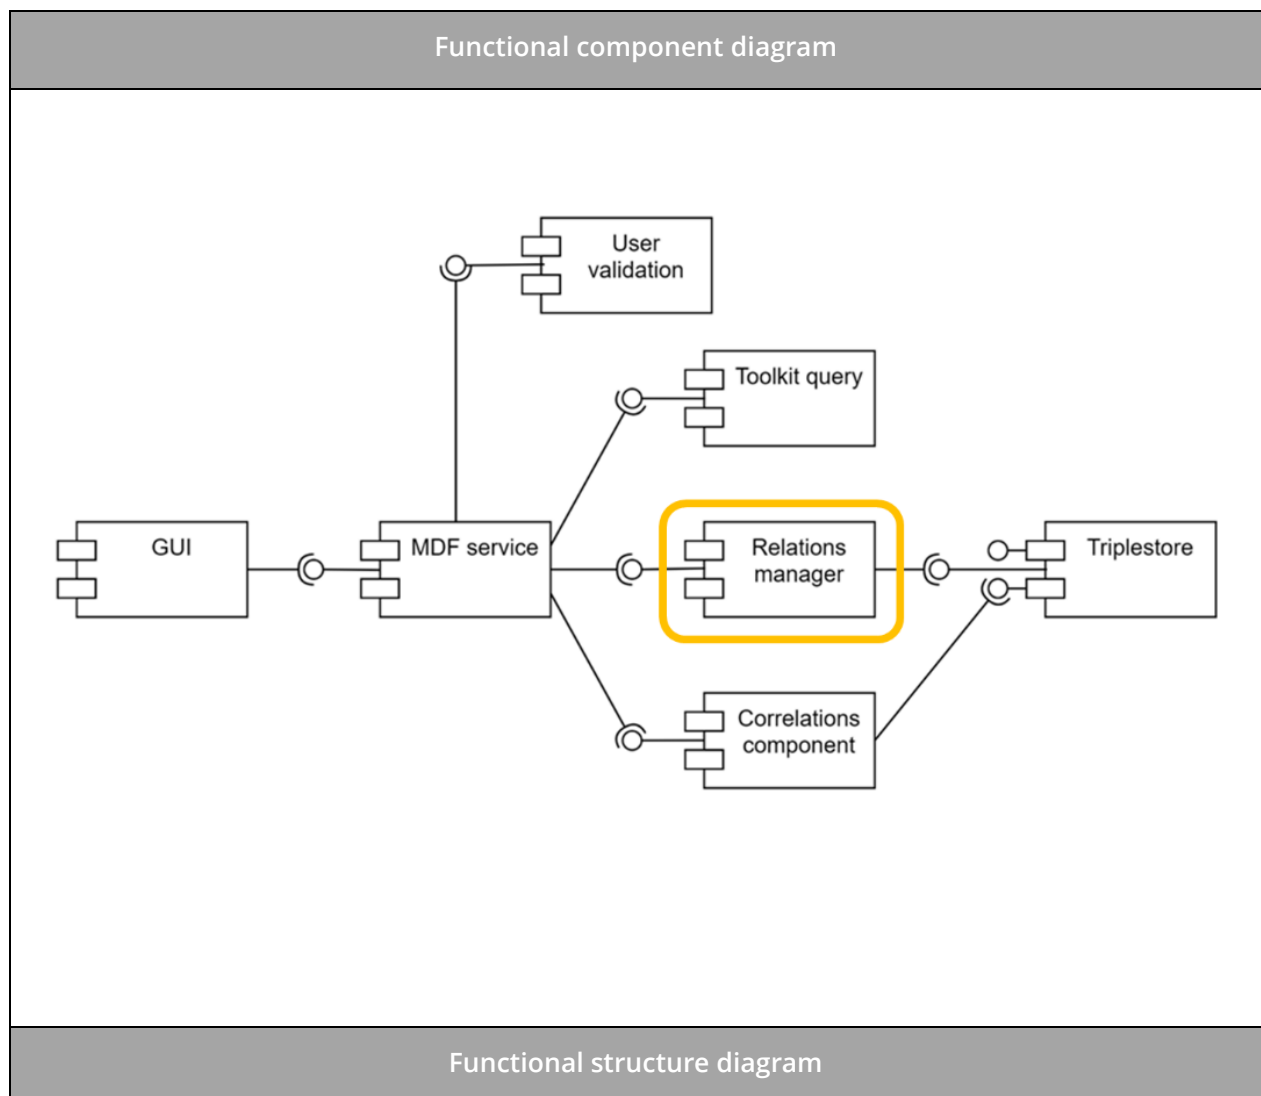 Functional component diagram
User
validation
Toolkit query
GUI
MDF service
Relations
manager
Triplestore
Correlations
component
Functional structure diagram